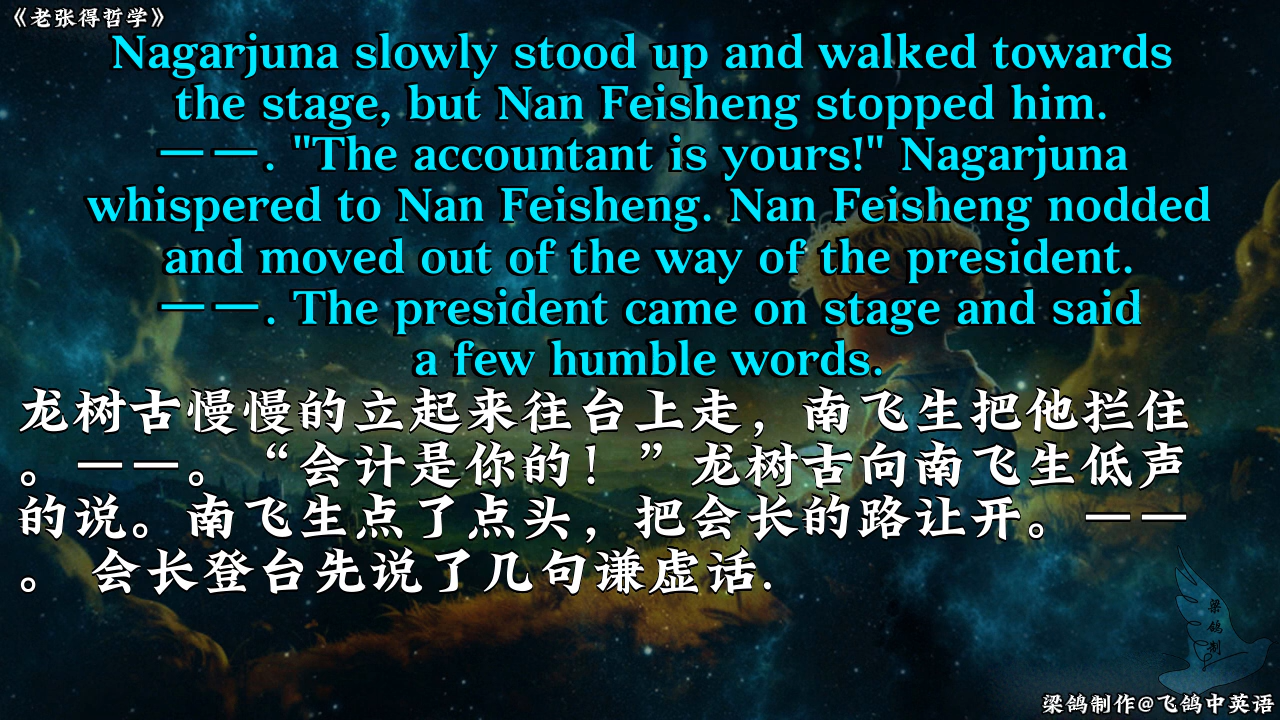 《老张得哲学》
Nagarjuna slowly stood up and walked towards
the stage, but Nan Feisheng stopped him.
——. "The accountant is yours!" Nagarjuna
whispered to Nan Feisheng. Nan Feisheng nodded
and moved out of the way of the president.
——. The president came on stage and said
a few humble words.
龙树古慢慢的立起来往台上走，南飞生把他拦住
。——。“会计是你的！”龙树古向南飞生低声
的说。南飞生点了点头，把会长的路让开。——
。 会长登台先说了几句谦虚话.
梁鸽制
梁鸽制作@飞鸽中英语